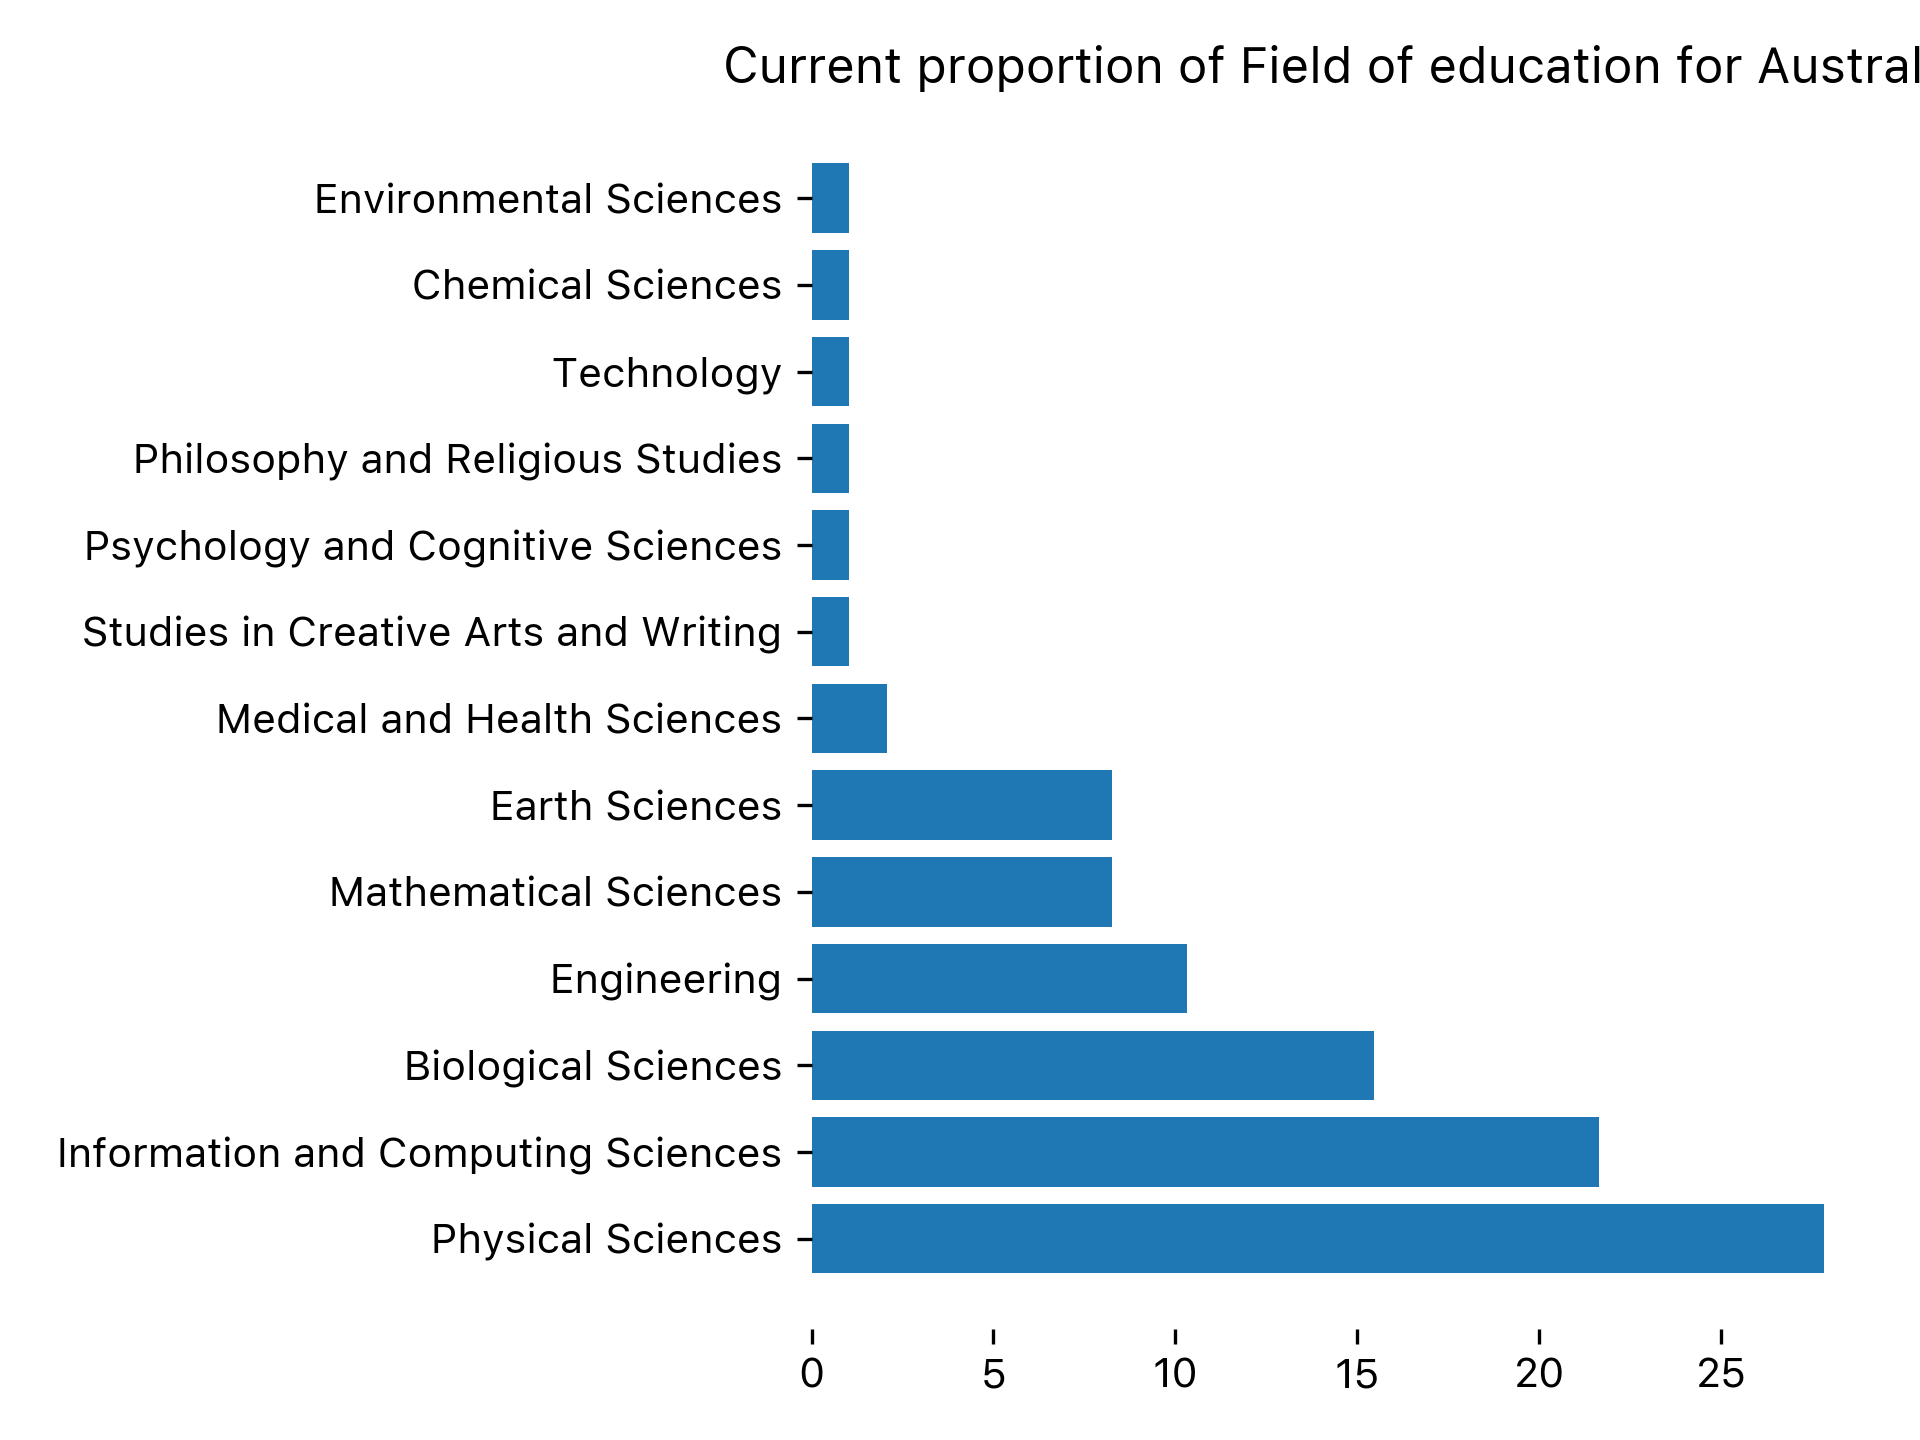 Current proportion of Field of education for Austral
Environmental Sciences
Chemical Sciences
Technology
Philosophy and Religious Studies
Psychology and Cognitive Sciences
Studies in Creative Arts and Writing
Medical and Health Sciences
Earth Sciences
Mathematical Sciences
Engineering
Biological Sciences
Information and Computing Sciences
Physical Sciences
0 5 10 15 20 25